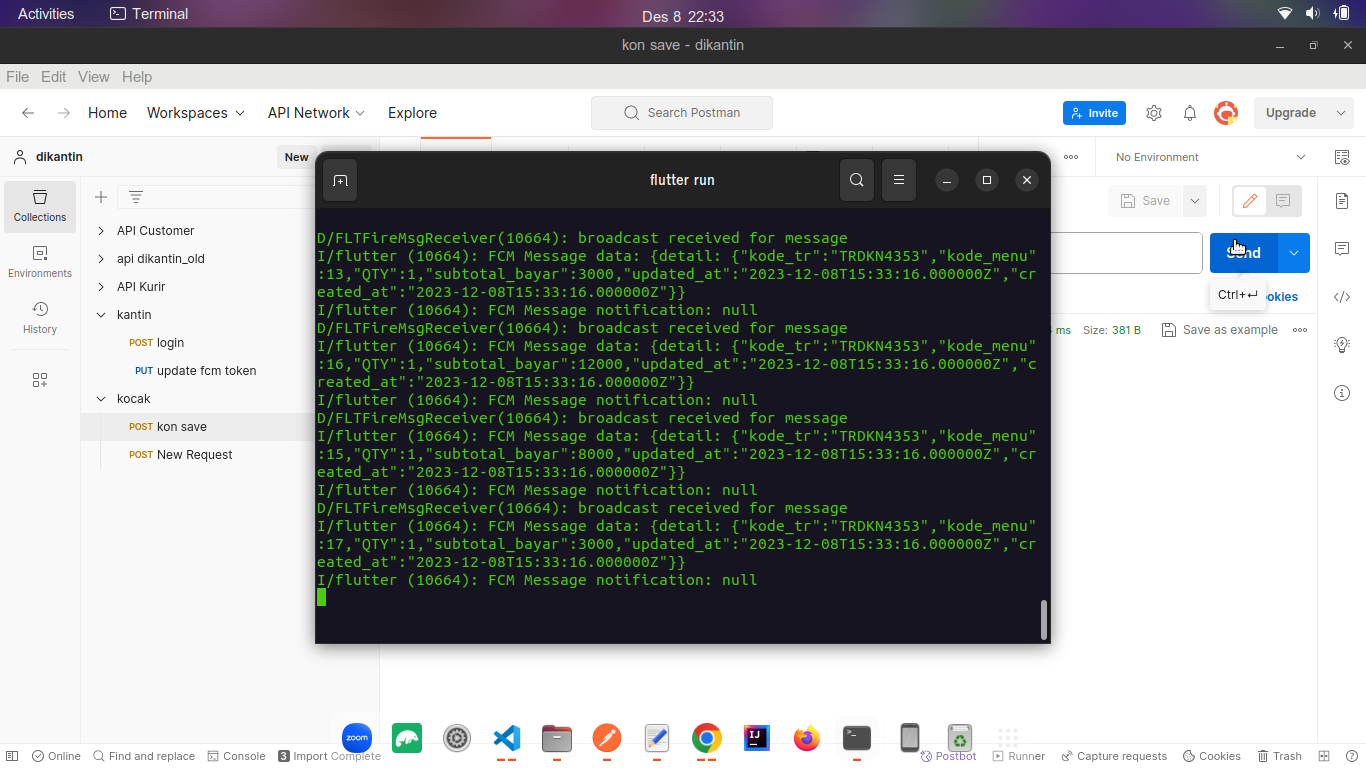 Activities Terminal Des 8 22:33
kon save - dikantin
File Edit View Help
Home Workspaces API Network Explore Search Postman Invite Upgrade
dikantin New No Environment
Collections
Environments
History
API Customer
api dikantin_old
API Kurir
kantin
POST login
PUT update fcm token
kocak
POST kon save
POST New Request
flutter run
D/FLTFireMsgReceiver(10664): broadcast received for message
I/flutter (10664): FCM Message data: {detail: {"kode_tr":"TRDKN4353","kode_menu"
:13,"QTY":1,"subtotal_bayar":3000,"updated_at":"2023-12-08T15:33:16.000000Z","cr
eated_at":"2023-12-08T15:33:16.000000Z"}}
I/flutter (10664): FCM Message notification: null
D/FLTFireMsgReceiver(10664): broadcast received for message
I/flutter (10664): FCM Message data: {detail: {"kode_tr":"TRDKN4353","kode_menu"
:16,"QTY":1,"subtotal_bayar":12000,"updated_at":"2023-12-08T15:33:16.000000Z","c
reated_at":"2023-12-08T15:33:16.000000Z"}}
I/flutter (10664): FCM Message notification: null
D/FLTFireMsgReceiver(10664): broadcast received for message
I/flutter (10664): FCM Message data: {detail: {"kode_tr":"TRDKN4353","kode_menu"
:15,"QTY":1,"subtotal_bayar":8000,"updated_at":"2023-12-08T15:33:16.000000Z","cr
eated_at":"2023-12-08T15:33:16.000000Z"}}
I/flutter (10664): FCM Message notification: null
D/FLTFireMsgReceiver(10664): broadcast received for message
I/flutter (10664): FCM Message data: {detail: {"kode_tr":"TRDKN4353","kode_menu"
:17,"QTY":1,"subtotal_bayar":3000,"updated_at":"2023-12-08T15:33:16.000000Z","cr
eated_at":"2023-12-08T15:33:16.000000Z"}}
I/flutter (10664): FCM Message notification: null
Save
Send
Ctrl+↵ okies
ms Size: 381 B Save as example
zoom
IJ
Online Find and replace Console 3 Import Complete Postbot Runner Capture requests Cookies Trash